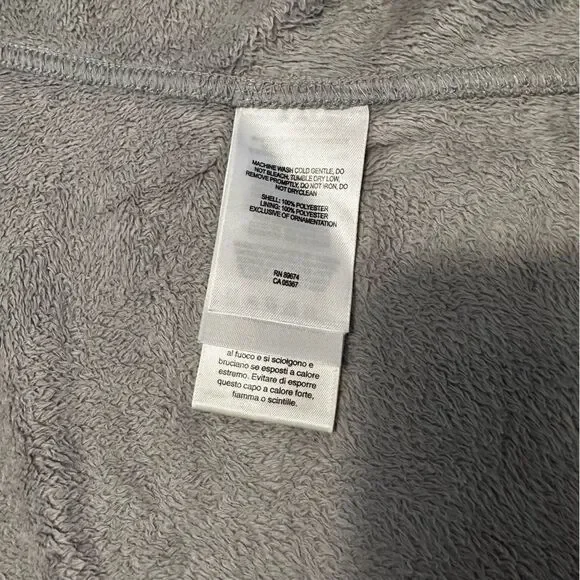 MACHINE WASH COLD GENTLE, DO
NOT BLEACH, TUMBLE DRY LOW,
REMOVE PROMPTLY, DO NOT IRON, DO
NOT DRYCLEAN
SHELL: 100% POLYESTER
LINING: 100% POLYESTER
EXCLUSIVE OF ORNAMENTATION
RN 89674
CA 05367
al fuoco e si sciolgono e
bruciano se esposti a calore
estremo. Evitare di esporre
questo capo a calore forte,
fiamma o scintille.